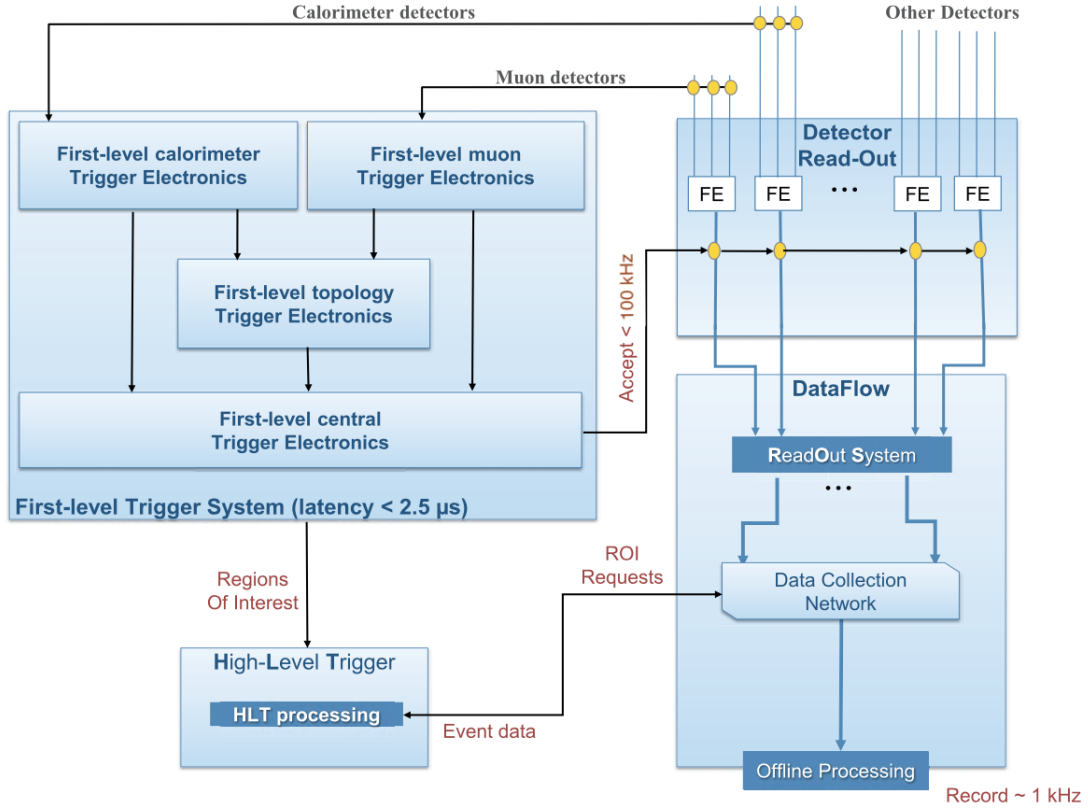 Calorimeter detectors
Other Detectors
Muon detectors
First-level calorimeter
Trigger Electronics
First-level muon
Trigger Electronics
First-level topology
Trigger Electronics
First-level central
Trigger Electronics
First-level Trigger System (latency < 2.5 µs)
Accept < 100 kHz
Detector
Read-Out
FE
FE
...
FE
FE
DataFlow
ReadOut System
...
Data Collection
Network
Regions
Of Interest
ROI
Requests
High-Level Trigger
HLT processing
Event data
Offline Processing
Record ~ 1 kHz